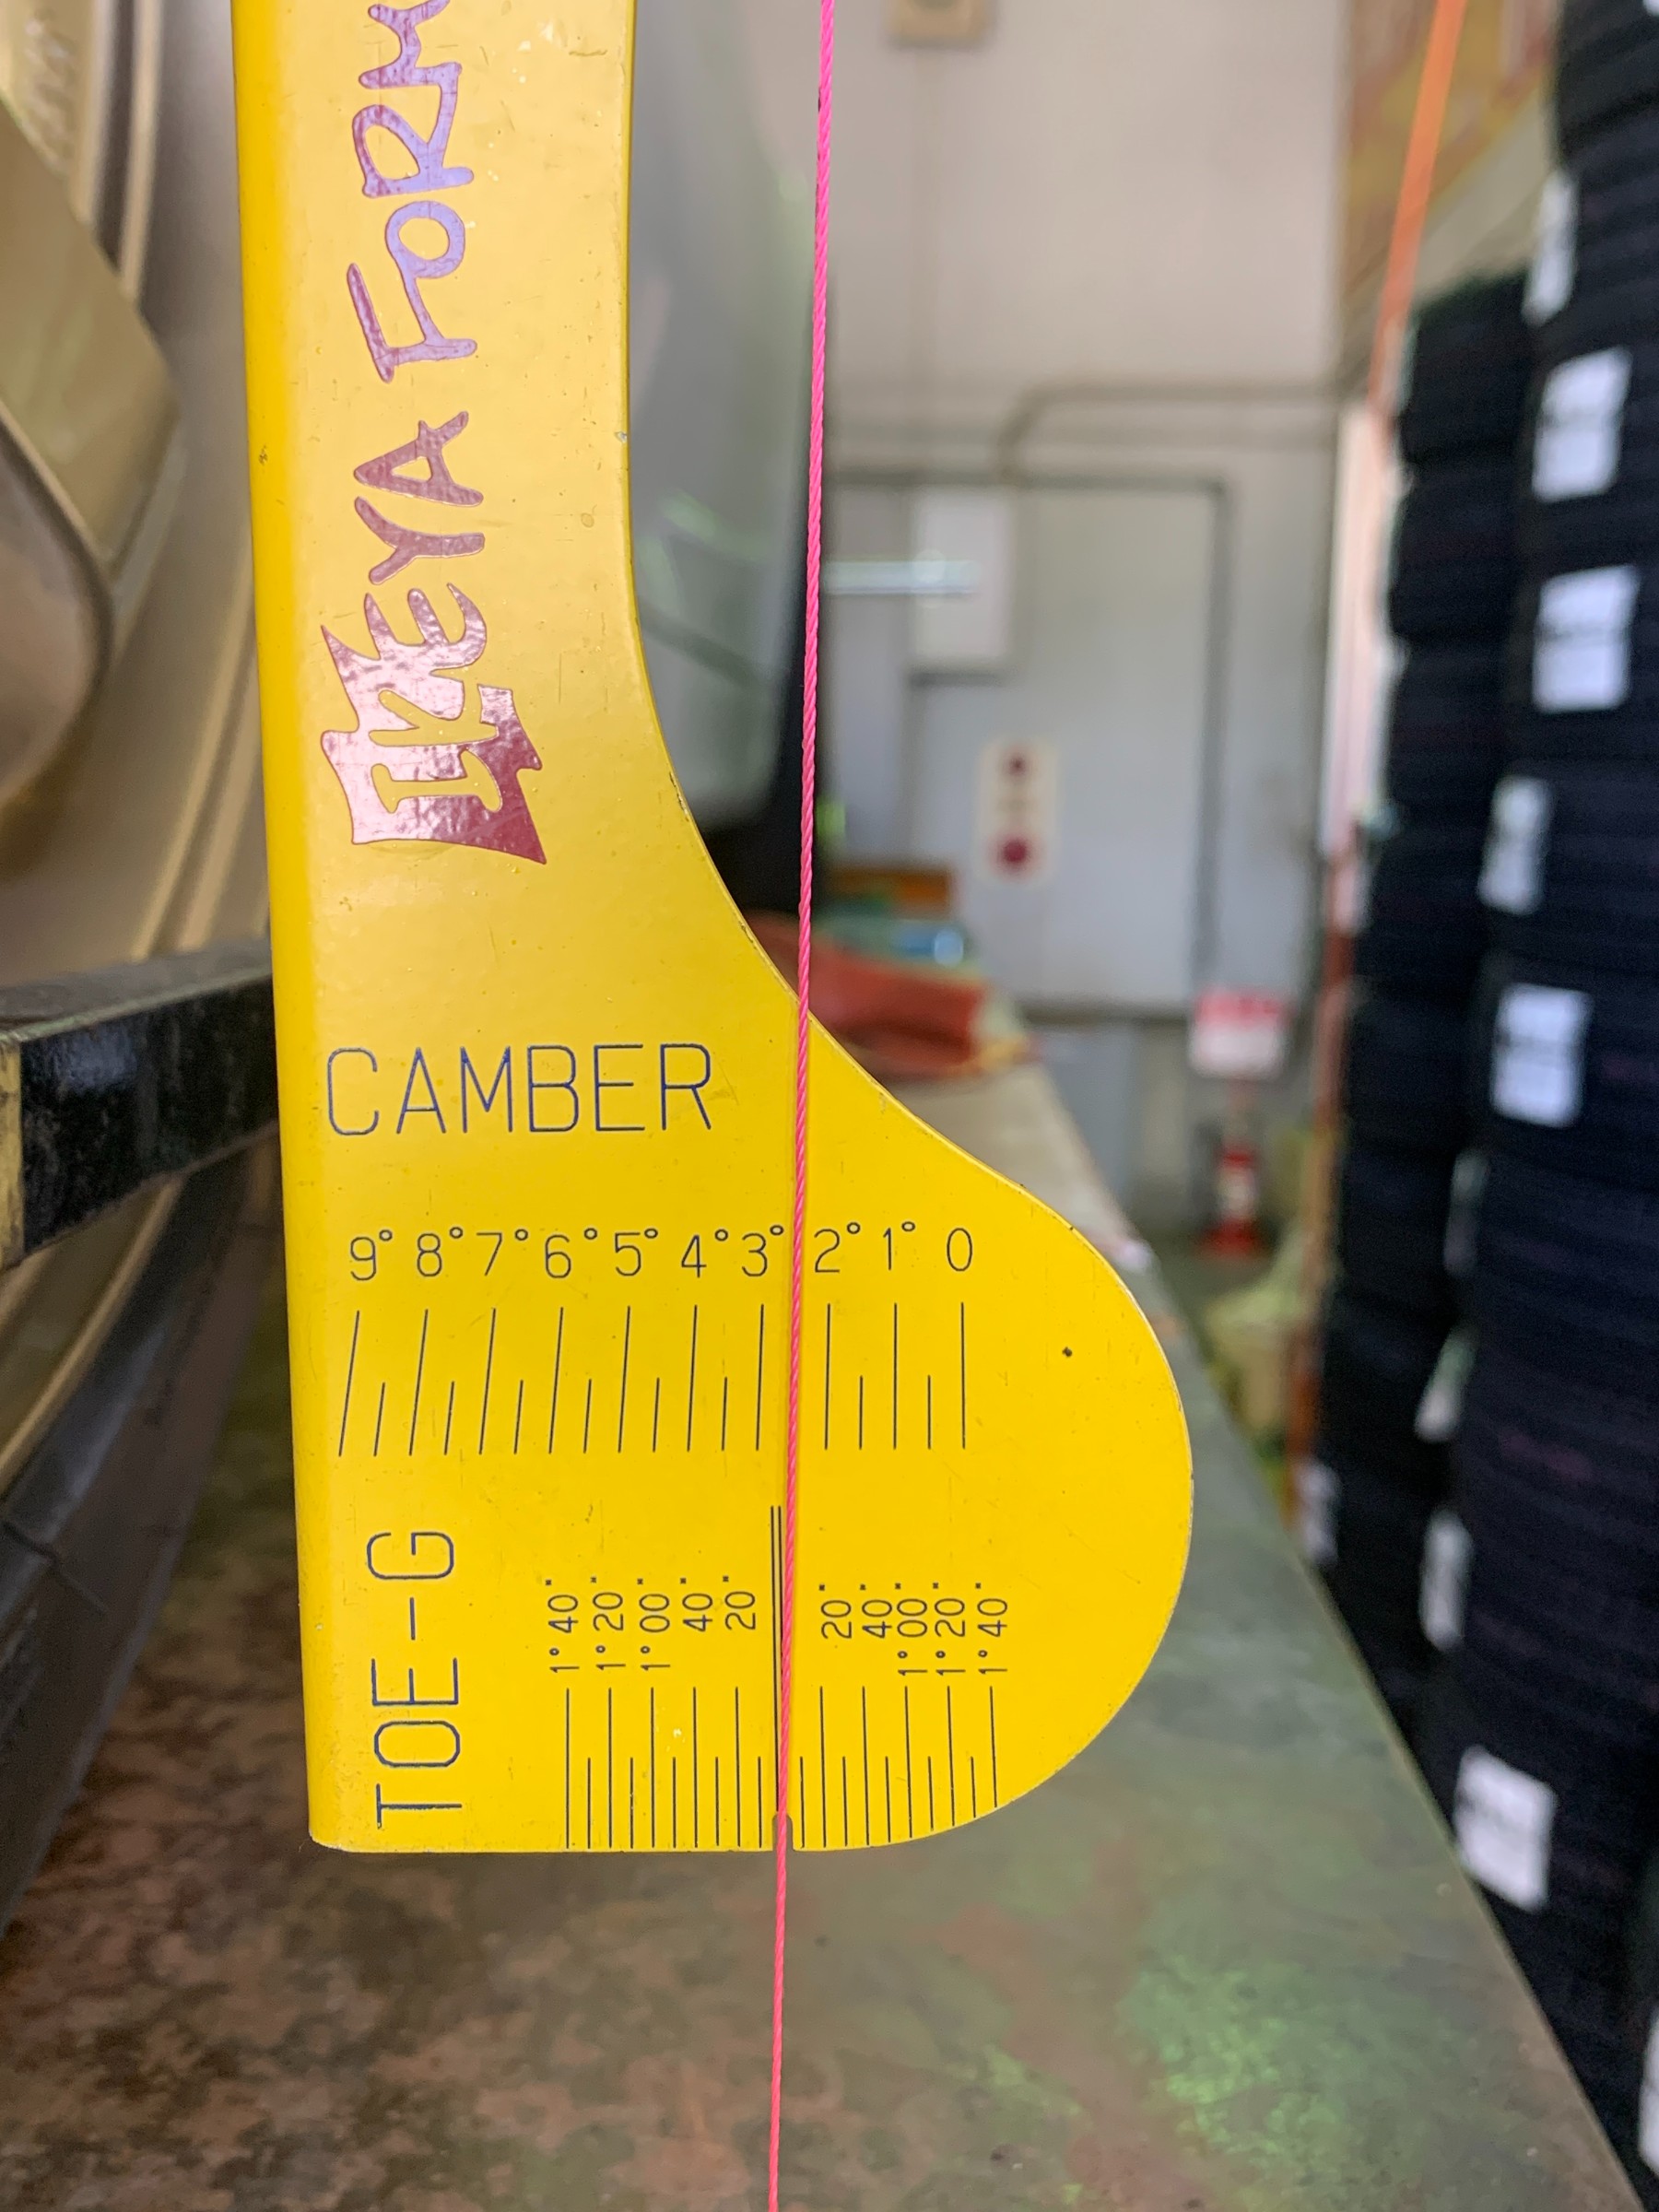 IKEYA FORM
CAMBER
9° 8° 7° 6° 5° 4° 3° 2° 1° 0
TOE-G
1° 40" 1° 20" 1° 00" 40" 20" 20" 40" 1° 00" 1° 20" 1° 40"